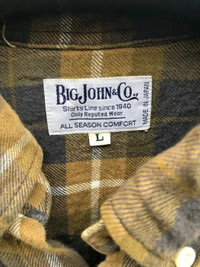 BIG JOHN & CO.
Shirts Line since 1940
Only Reputed Wear
ALL SEASON COMFORT
MADE IN JAPAN
L